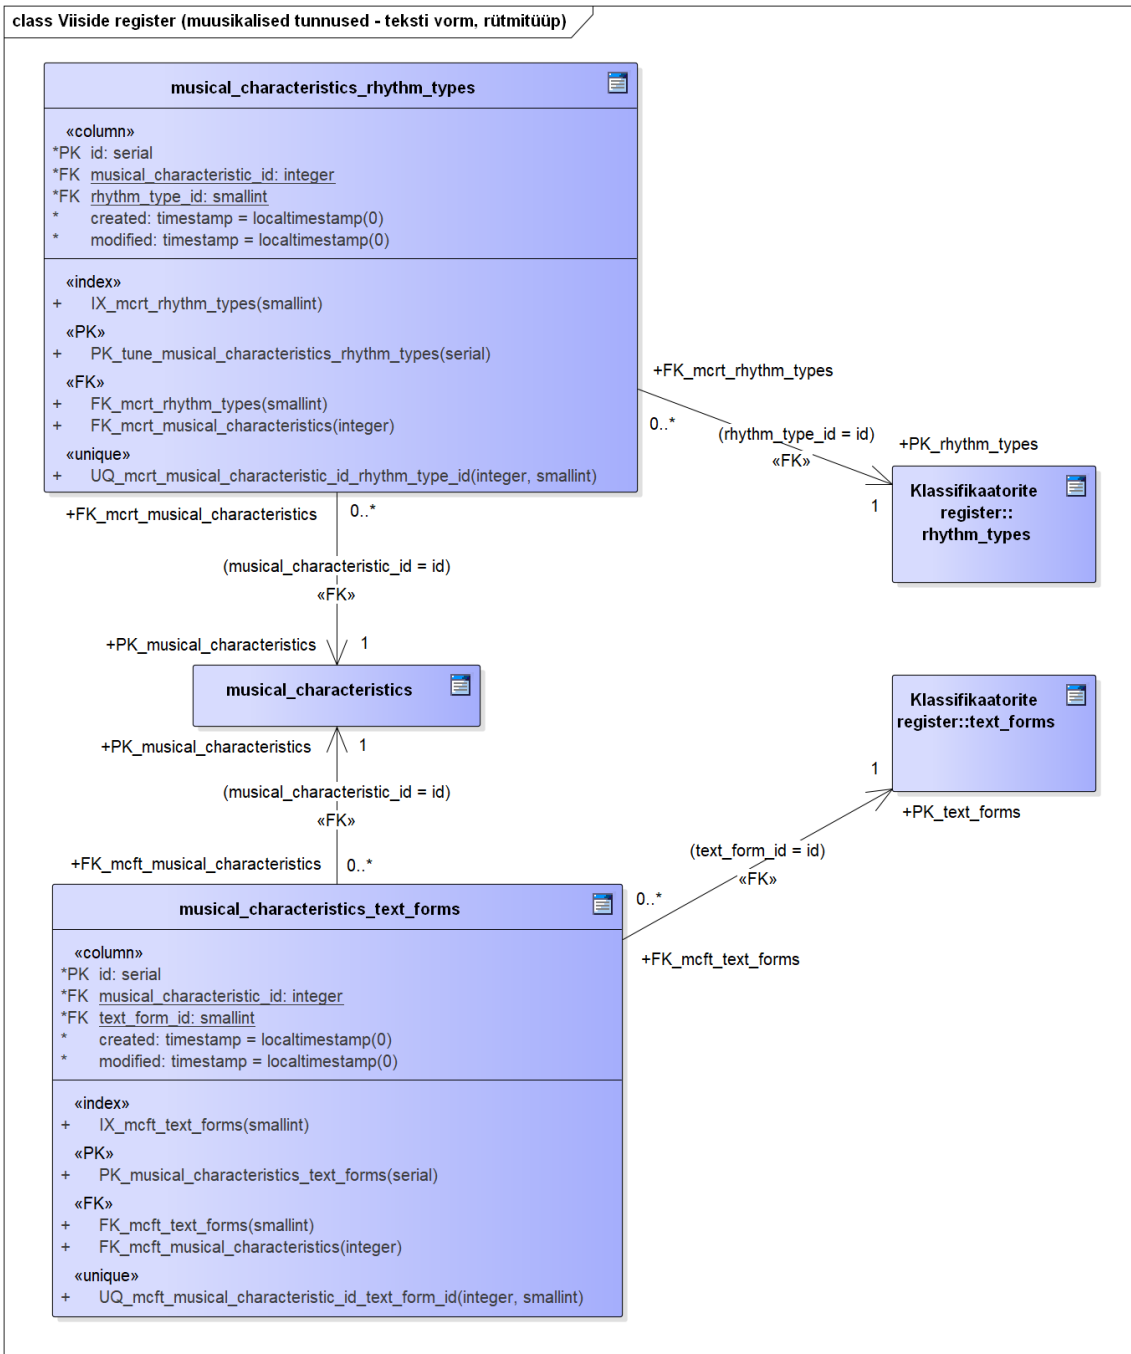 class Viiside register (muusikalised tunnused - teksti vorm, rütmitüüp)
musical_characteristics_rhythm_types
«column»
*PK id: serial
*FK musical_characteristic_id: integer
*FK rhythm_type_id: smallint
* created: timestamp = localtimestamp(0)
* modified: timestamp = localtimestamp(0)
«index»
+ IX_mcrt_rhythm_types(smallint)
«PK»
+ PK_tune_musical_characteristics_rhythm_types(serial)
«FK»
+ FK_mcrt_rhythm_types(smallint)
+ FK_mcrt_musical_characteristics(integer)
«unique»
+ UQ_mcrt_musical_characteristic_id_rhythm_type_id(integer, smallint)
+FK_mcrt_rhythm_types
0..*
(rhythm_type_id = id)
«FK»
+PK_rhythm_types
1
Klassifikaatorite
register::
rhythm_types
+FK_mcrt_musical_characteristics
0..*
(musical_characteristic_id = id)
«FK»
+PK_musical_characteristics
1
musical_characteristics
+PK_musical_characteristics
1
(musical_characteristic_id = id)
«FK»
+FK_mcft_musical_characteristics
0..*
Klassifikaatorite
register::text_forms
1
+PK_text_forms
(text_form_id = id)
«FK»
0..*
+FK_mcft_text_forms
musical_characteristics_text_forms
«column»
*PK id: serial
*FK musical_characteristic_id: integer
*FK text_form_id: smallint
* created: timestamp = localtimestamp(0)
* modified: timestamp = localtimestamp(0)
«index»
+ IX_mcft_text_forms(smallint)
«PK»
+ PK_musical_characteristics_text_forms(serial)
«FK»
+ FK_mcft_text_forms(smallint)
+ FK_mcft_musical_characteristics(integer)
«unique»
+ UQ_mcft_musical_characteristic_id_text_form_id(integer, smallint)